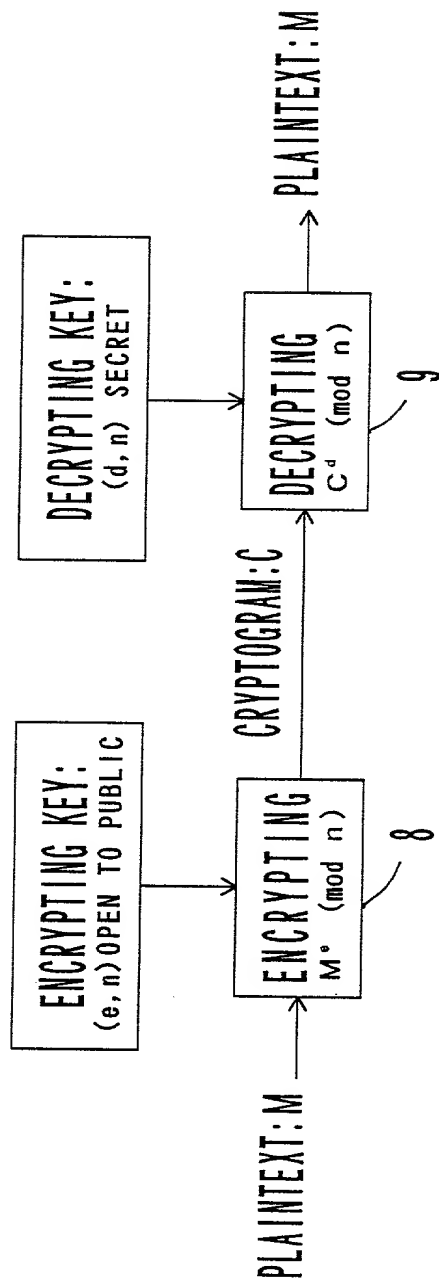 ENCRYPTING KEY:
(e,n) OPEN TO PUBLIC
DECRYPTING KEY:
(d,n) SECRET
PLAINTEXT:M
ENCRYPTING
Mᵉ (mod n)
8
CRYPTOGRAM:C
DECRYPTING
Cᵈ (mod n)
9
PLAINTEXT:M